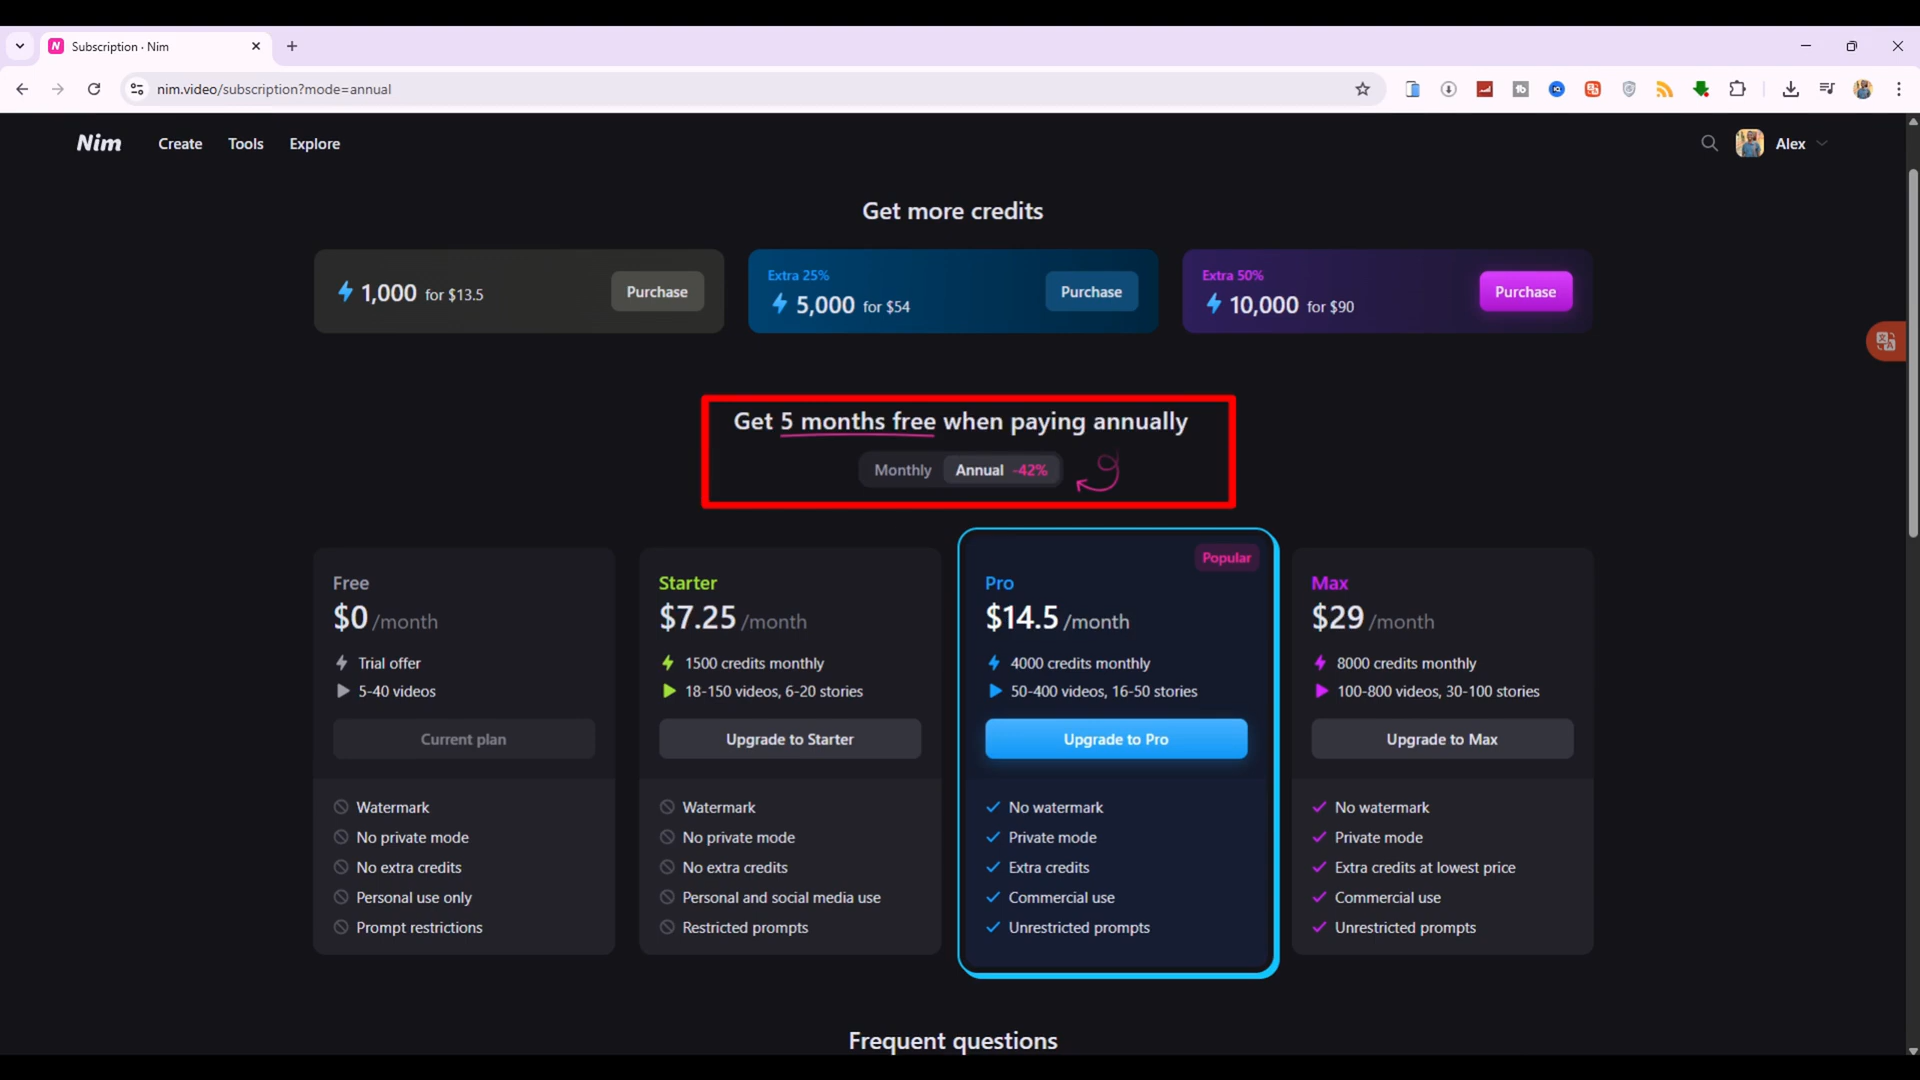 Subscription · Nim
nim.video/subscription?mode=annual
Nim Create Tools Explore
Alex
Get more credits
1,000 for $13.5 Purchase
Extra 25%
5,000 for $54 Purchase
Extra 50%
10,000 for $90 Purchase
Get 5 months free when paying annually
Monthly Annual -42%
Free
$0 /month
Trial offer
5-40 videos
Current plan
Watermark
No private mode
No extra credits
Personal use only
Prompt restrictions
Starter
$7.25 /month
1500 credits monthly
18-150 videos, 6-20 stories
Upgrade to Starter
Watermark
No private mode
No extra credits
Personal and social media use
Restricted prompts
Popular
Pro
$14.5 /month
4000 credits monthly
50-400 videos, 16-50 stories
Upgrade to Pro
No watermark
Private mode
Extra credits
Commercial use
Unrestricted prompts
Max
$29 /month
8000 credits monthly
100-800 videos, 30-100 stories
Upgrade to Max
No watermark
Private mode
Extra credits at lowest price
Commercial use
Unrestricted prompts
Frequent questions